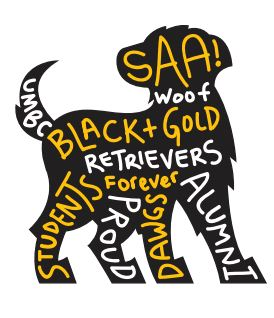 SAA!
Woof
UMBC
BLACK + GOLD
RETRIEVERS
Forever
STUDENTS
PROUD
DAWGS
ALUMNI